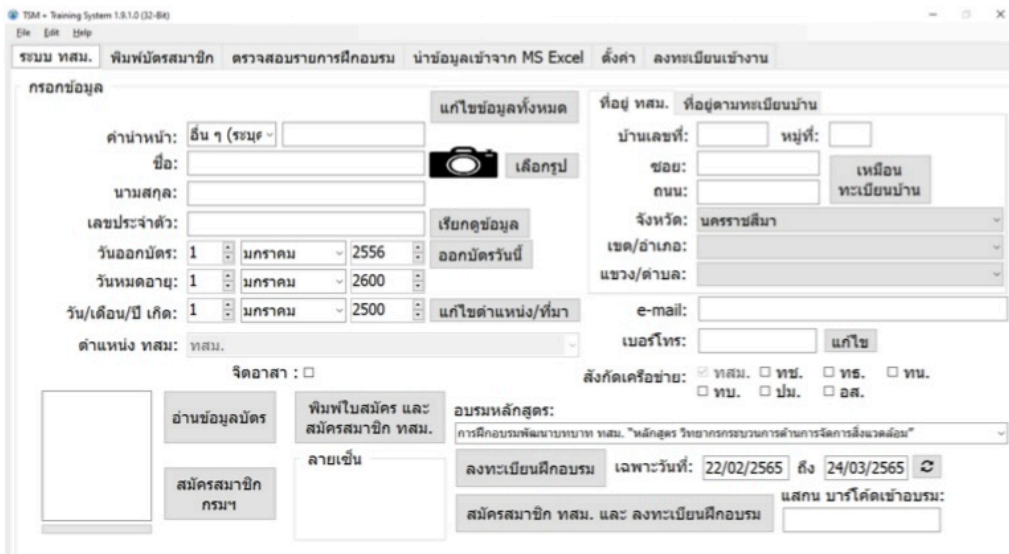 TSM + Training System 1.9.1.0 (32-Bit)
File Edit Help
ระบบ ทสม. พิมพ์บัตรสมาชิก ตรวจสอบรายการฝึกอบรม นำข้อมูลเข้าจาก MS Excel ตั้งค่า ลงทะเบียนเข้างาน
กรอกข้อมูล
แก้ไขข้อมูลทั้งหมด
คำนำหน้า: อื่น ๆ (ระบุ
ชื่อ:
เลือกรูป
นามสกุล:
เลขประจำตัว: เรียกดูข้อมูล
วันออกบัตร: 1 มกราคม 2556 ออกบัตรวันนี้
วันหมดอายุ: 1 มกราคม 2600
วัน/เดือน/ปี เกิด: 1 มกราคม 2500 แก้ไขตำแหน่ง/ที่มา
ตำแหน่ง ทสม: ทสม.
จิตอาสา :
ที่อยู่ ทสม. ที่อยู่ตามทะเบียนบ้าน
บ้านเลขที่: หมู่ที่:
ซอย:
ถนน:
เหมือน
ทะเบียนบ้าน
จังหวัด: นครราชสีมา
เขต/อำเภอ:
แขวง/ตำบล:
e-mail:
เบอร์โทร: แก้ไข
สังกัดเครือข่าย: ทสม. ทช. ทธ. ทน.
ทบ. ปม. อส.
อ่านข้อมูลบัตร
สมัครสมาชิก
กรมฯ
พิมพ์ใบสมัคร และ
สมัครสมาชิก ทสม.
ลายเซ็น
อบรมหลักสูตร:
การฝึกอบรมพัฒนาบทบาท ทสม. "หลักสูตร วิทยากรกระบวนการด้านการจัดการสิ่งแวดล้อม"
ลงทะเบียนฝึกอบรม เฉพาะวันที่: 22/02/2565 ถึง 24/03/2565
สมัครสมาชิก ทสม. และ ลงทะเบียนฝึกอบรม
แสกน บาร์โค้ดเข้าอบรม: